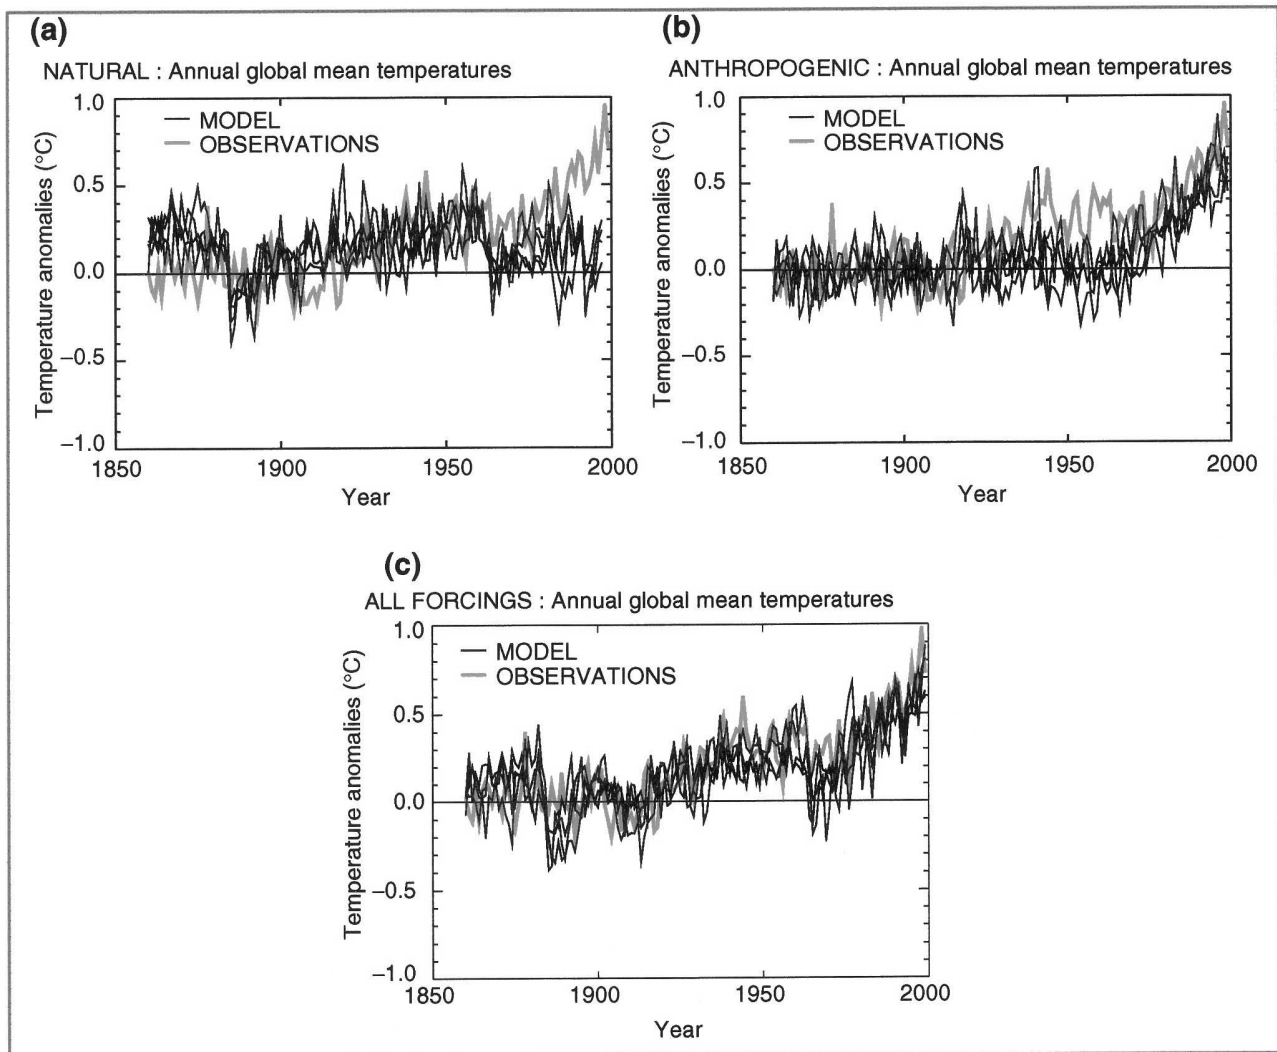 (a)
NATURAL : Annual global mean temperatures
1.0
0.5
0.0
−0.5
−1.0
Temperature anomalies (°C)
MODEL
OBSERVATIONS
1850
1900
1950
2000
Year
(b)
ANTHROPOGENIC : Annual global mean temperatures
1.0
0.5
0.0
−0.5
−1.0
Temperature anomalies (°C)
MODEL
OBSERVATIONS
1850
1900
1950
2000
Year
(c)
ALL FORCINGS : Annual global mean temperatures
1.0
0.5
0.0
−0.5
−1.0
Temperature anomalies (°C)
MODEL
OBSERVATIONS
1850
1900
1950
2000
Year